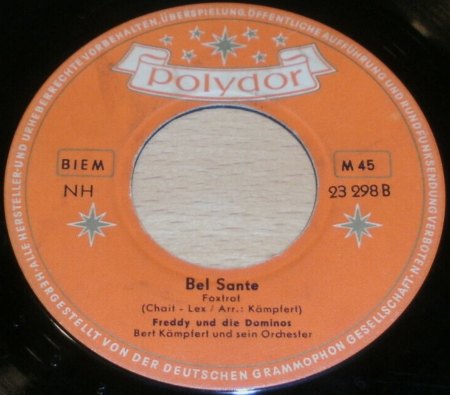 polydor
BIEM
M 45
NH
23 298 B
Bel Sante
Foxtrot
(Chait - Lex / Arr.: Kämpfert)
Freddy und die Dominos
Bert Kämpfert und sein Orchester
ALLE HERSTELLER- UND URHEBERRECHTE VORBEHALTEN · ÜBERSPIELUNG, ÖFFENTLICHE AUFFÜHRUNG UND RUNDFUNKSENDUNG VERBOTEN
HERGESTELLT VON DER DEUTSCHEN GRAMMOPHON GESELLSCHAFT